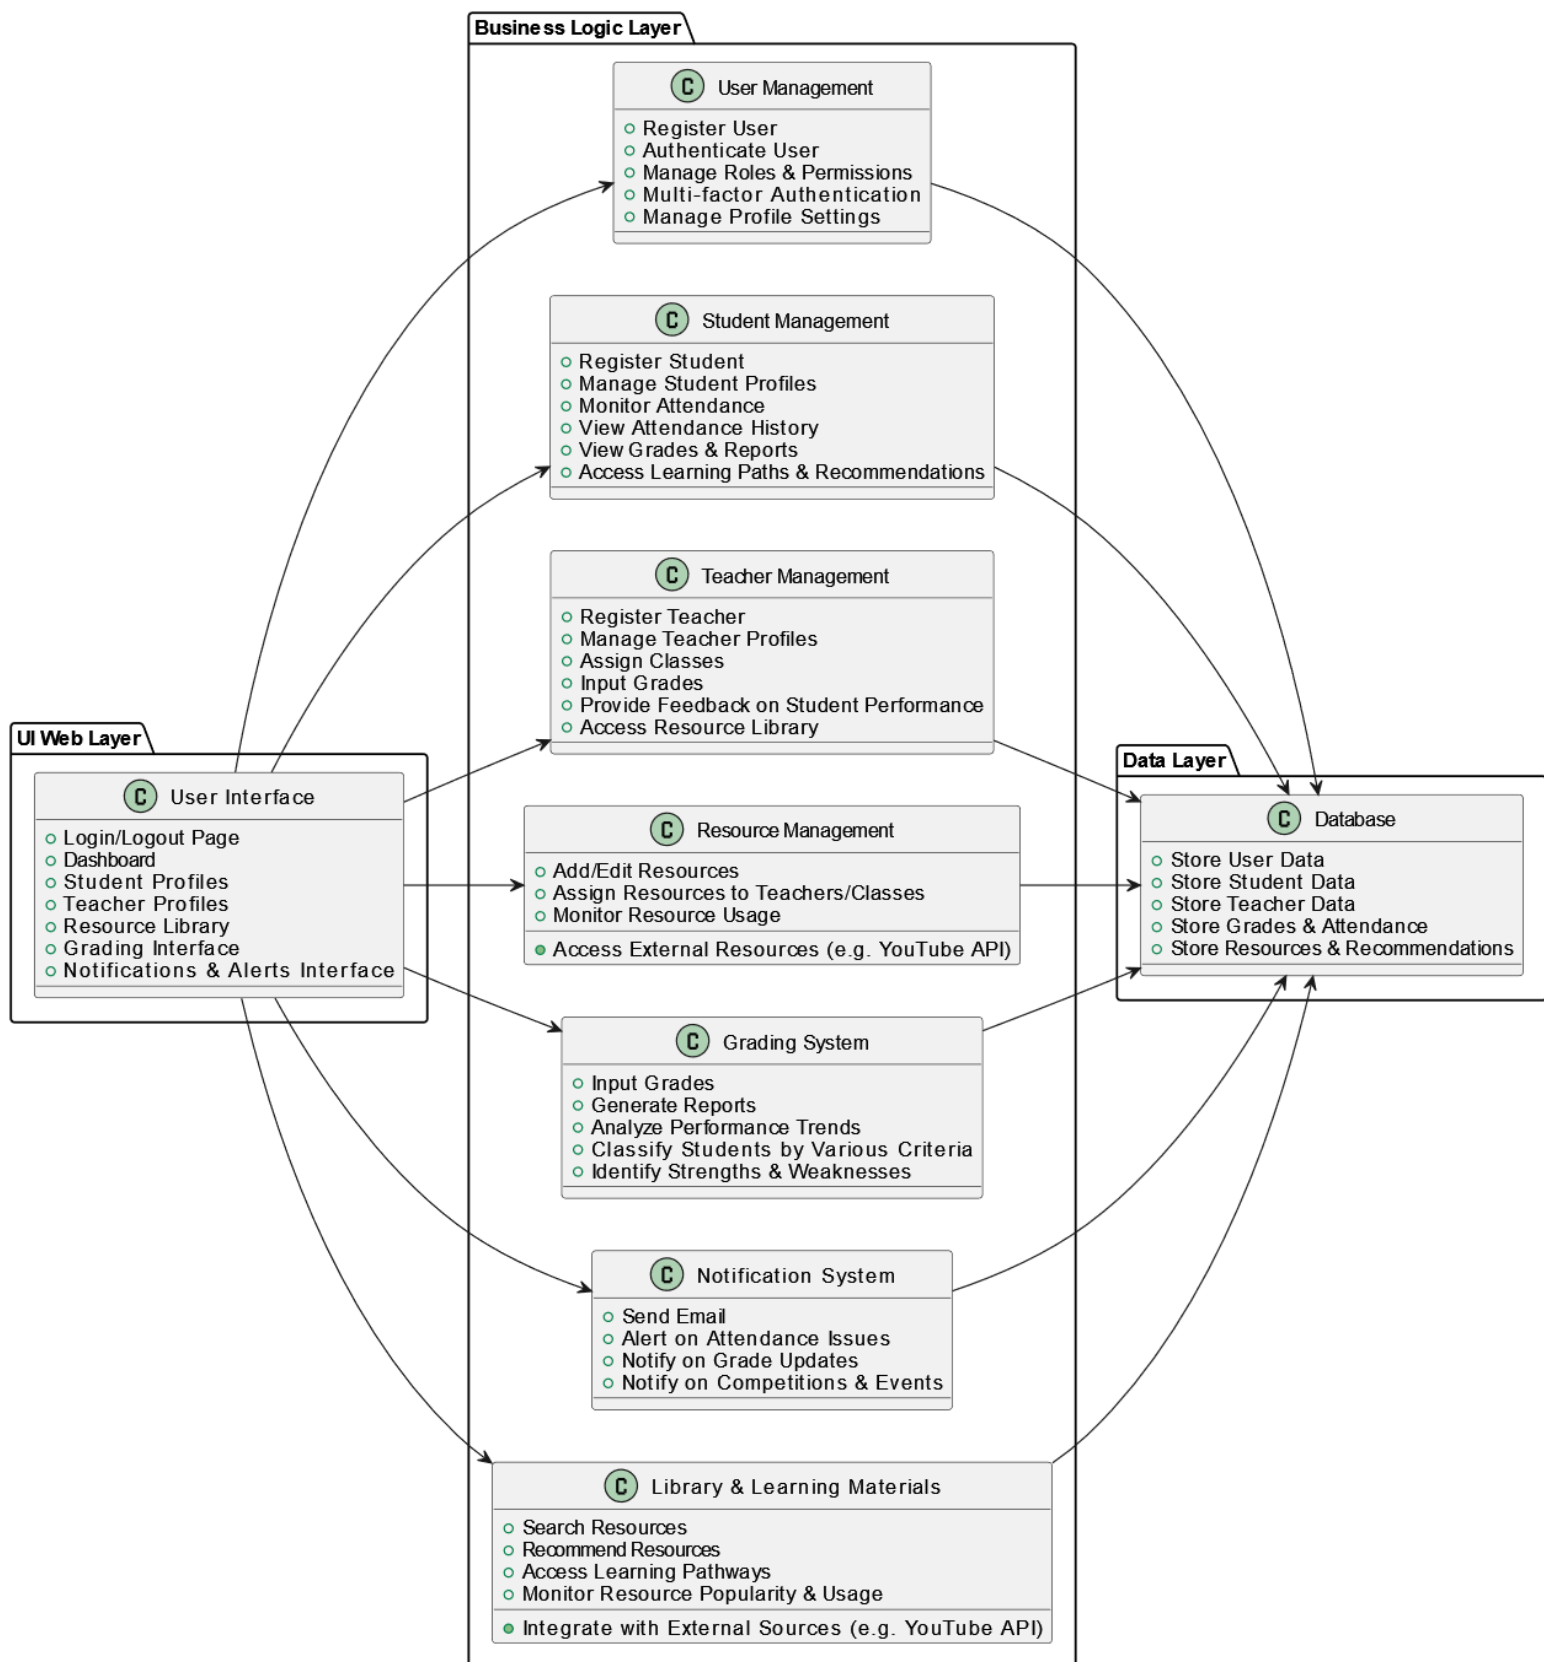 Business Logic Layer
C User Management
Register User
Authenticate User
Manage Roles & Permissions
Multi-factor Authentication
Manage Profile Settings
C Student Management
Register Student
Manage Student Profiles
Monitor Attendance
View Attendance History
View Grades & Reports
Access Learning Paths & Recommendations
C Teacher Management
Register Teacher
Manage Teacher Profiles
Assign Classes
Input Grades
Provide Feedback on Student Performance
Access Resource Library
UI Web Layer
C User Interface
Login/Logout Page
Dashboard
Student Profiles
Teacher Profiles
Resource Library
Grading Interface
Notifications & Alerts Interface
C Resource Management
Add/Edit Resources
Assign Resources to Teachers/Classes
Monitor Resource Usage
Access External Resources (e.g. YouTube API)
Data Layer
C Database
Store User Data
Store Student Data
Store Teacher Data
Store Grades & Attendance
Store Resources & Recommendations
C Grading System
Input Grades
Generate Reports
Analyze Performance Trends
Classify Students by Various Criteria
Identify Strengths & Weaknesses
C Notification System
Send Email
Alert on Attendance Issues
Notify on Grade Updates
Notify on Competitions & Events
C Library & Learning Materials
Search Resources
Recommend Resources
Access Learning Pathways
Monitor Resource Popularity & Usage
Integrate with External Sources (e.g. YouTube API)